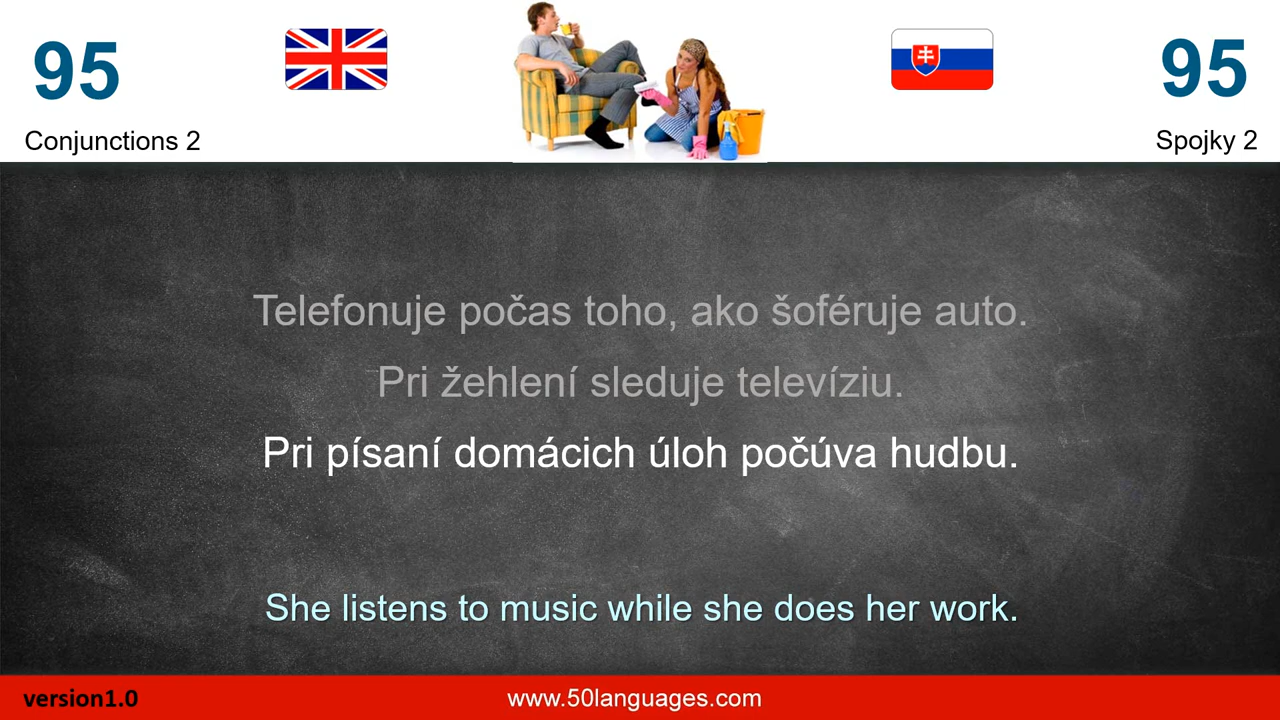 95
95
Conjunctions 2
Spojky 2
Telefonuje počas toho, ako šoféruje auto.
Pri žehlení sleduje televíziu.
Pri písaní domácich úloh počúva hudbu.
She listens to music while she does her work.
version1.0
www.50languages.com